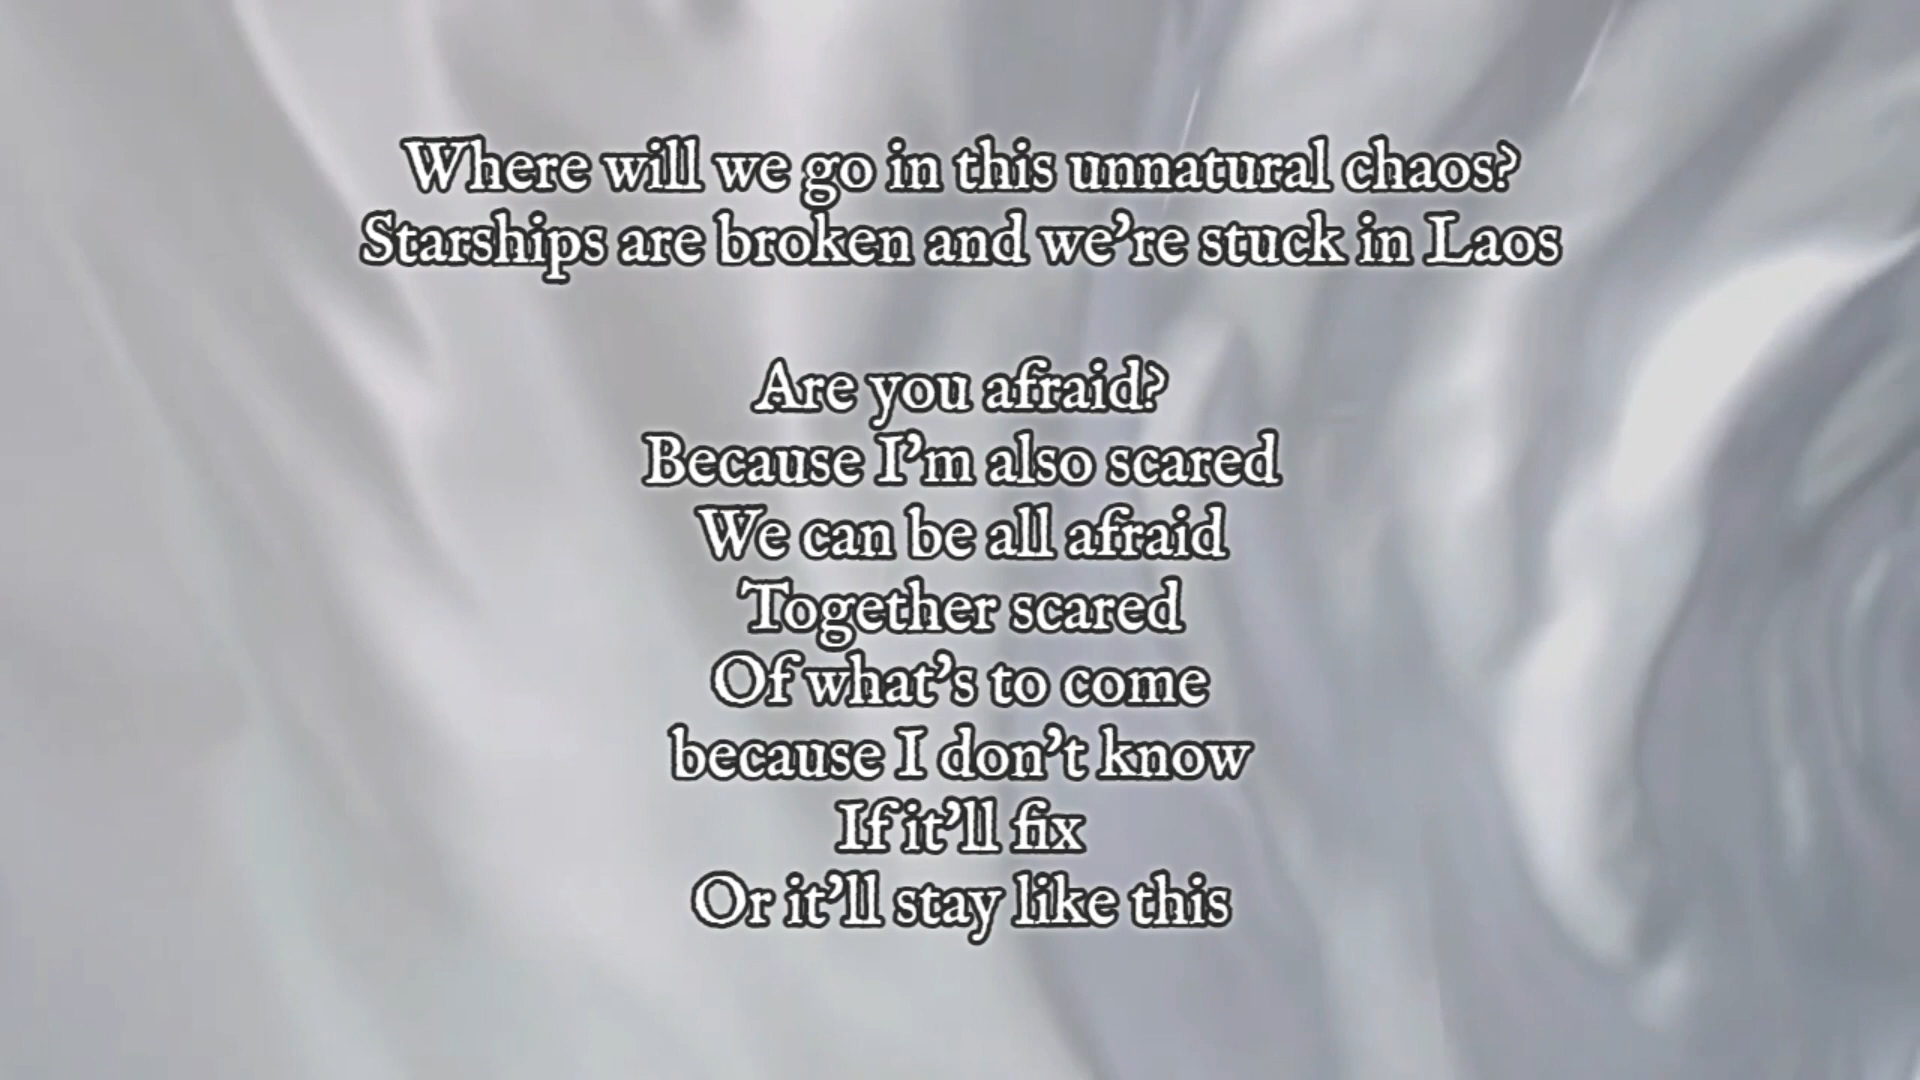 Where will we go in this unnatural chaos?
Starships are broken and we're stuck in Laos
Are you afraid?
Because I'm also scared
We can be all afraid
Together scared
Of what's to come
because I don't know
If it'll fix
Or it'll stay like this